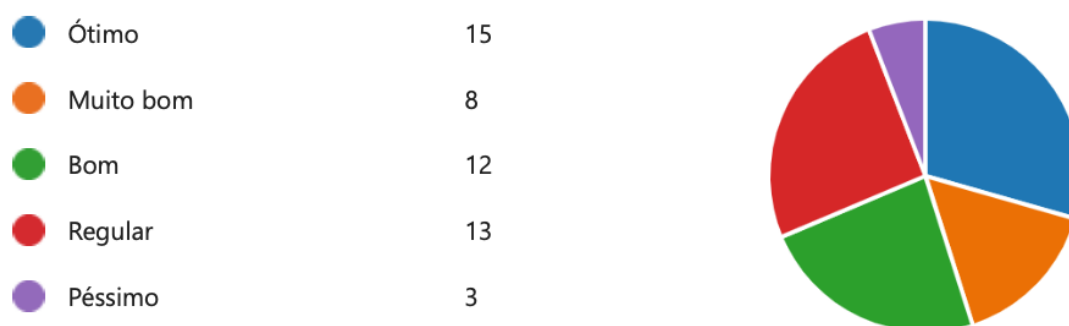 Ótimo 15
Muito bom 8
Bom 12
Regular 13
Péssimo 3